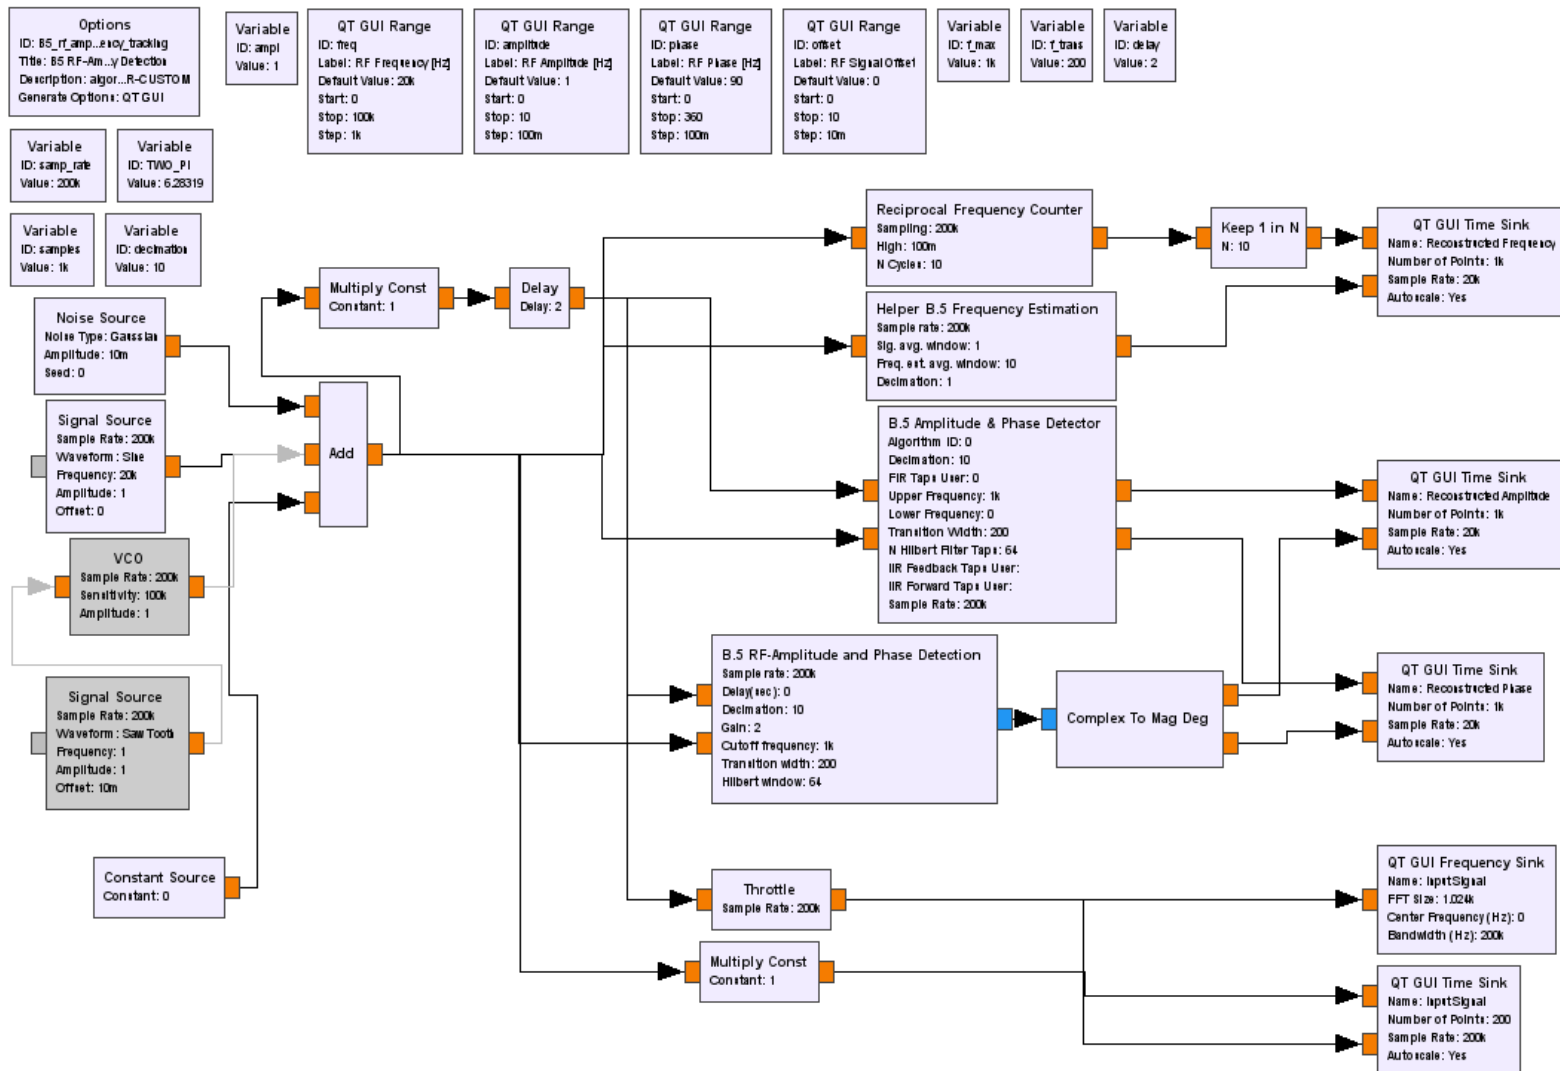 Options
ID: B5_rf_amp...ency_tracking
Title: B5 RF-Am...y Detection
Description: algor...R-CUSTOM
Generate Options: QT GUI
Variable
ID: ampl
Value: 1
QT GUI Range
ID: freq
Label: RF Frequency [Hz]
Default Value: 20k
Start: 0
Stop: 100k
Step: 1k
QT GUI Range
ID: amplitude
Label: RF Amplitude [Hz]
Default Value: 1
Start: 0
Stop: 10
Step: 100m
QT GUI Range
ID: phase
Label: RF Phase [Hz]
Default Value: 90
Start: 0
Stop: 360
Step: 100m
QT GUI Range
ID: offset
Label: RF Signal Offset
Default Value: 0
Start: 0
Stop: 10
Step: 10m
Variable
ID: f_max
Value: 1k
Variable
ID: f_trans
Value: 200
Variable
ID: delay
Value: 2
Variable
ID: samp_rate
Value: 200k
Variable
ID: TWO_PI
Value: 6.28319
Variable
ID: samples
Value: 1k
Variable
ID: decimation
Value: 10
Noise Source
Noise Type: Gaussian
Amplitude: 10m
Seed: 0
Signal Source
Sample Rate: 200k
Waveform: Sine
Frequency: 20k
Amplitude: 1
Offset: 0
VCO
Sample Rate: 200k
Sensitivity: 100k
Amplitude: 1
Signal Source
Sample Rate: 200k
Waveform: Saw Tooth
Frequency: 1
Amplitude: 1
Offset: 10m
Constant Source
Constant: 0
Multiply Const
Constant: 1
Delay
Delay: 2
Add
Reciprocal Frequency Counter
Sampling: 200k
High: 100m
N Cycles: 10
Keep 1 in N
N: 10
QT GUI Time Sink
Name: Reconstructed Frequency
Number of Points: 1k
Sample Rate: 20k
Autoscale: Yes
Helper B.5 Frequency Estimation
Sample rate: 200k
Sig. avg. window: 1
Freq. est. avg. window: 10
Decimation: 1
B.5 Amplitude & Phase Detector
Algorithm ID: 0
Decimation: 10
FIR Taps User: 0
Upper Frequency: 1k
Lower Frequency: 0
Transition Width: 200
N Hilbert Filter Taps: 64
IIR Feedback Taps User:
IIR Forward Taps User:
Sample Rate: 200k
QT GUI Time Sink
Name: Reconstructed Amplitude
Number of Points: 1k
Sample Rate: 20k
Autoscale: Yes
B.5 RF-Amplitude and Phase Detection
Sample rate: 200k
Delay(sec): 0
Decimation: 10
Gain: 2
Cutoff frequency: 1k
Transition width: 200
Hilbert window: 64
Complex To Mag Deg
QT GUI Time Sink
Name: Reconstructed Phase
Number of Points: 1k
Sample Rate: 20k
Autoscale: Yes
Throttle
Sample Rate: 200k
Multiply Const
Constant: 1
QT GUI Frequency Sink
Name: InputSignal
FFT Size: 1.024k
Center Frequency (Hz): 0
Bandwidth (Hz): 200k
QT GUI Time Sink
Name: InputSignal
Number of Points: 200
Sample Rate: 200k
Autoscale: Yes